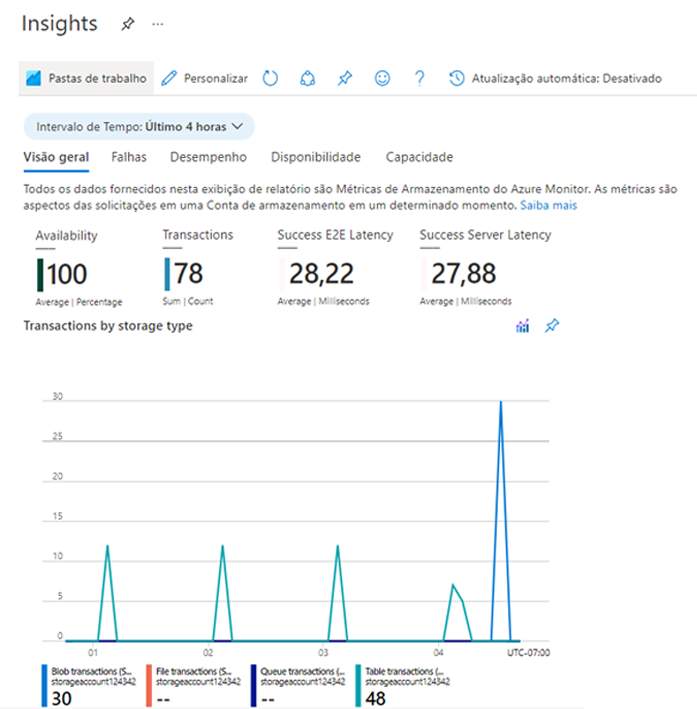 Insights
Pastas de trabalho Personalizar Atualização automática: Desativado
Intervalo de Tempo: Último 4 horas
Visão geral Falhas Desempenho Disponibilidade Capacidade
Todos os dados fornecidos nesta exibição de relatório são Métricas de Armazenamento do Azure Monitor. As métricas são
aspectos das solicitações em uma Conta de armazenamento em um determinado momento. Saiba mais
Availability Transactions Success E2E Latency Success Server Latency
100 78 28,22 27,88
Average | Percentage Sum | Count Average | Milliseconds Average | Milliseconds
Transactions by storage type
30
25
20
15
10
5
0
01 02 03 04 UTC-07:00
Blob transactions (S... File transactions (S... Queue transactions (... Table transactions (...
storageaccount124342 storageaccount124342 storageaccount124342 storageaccount124342
30 -- -- 48